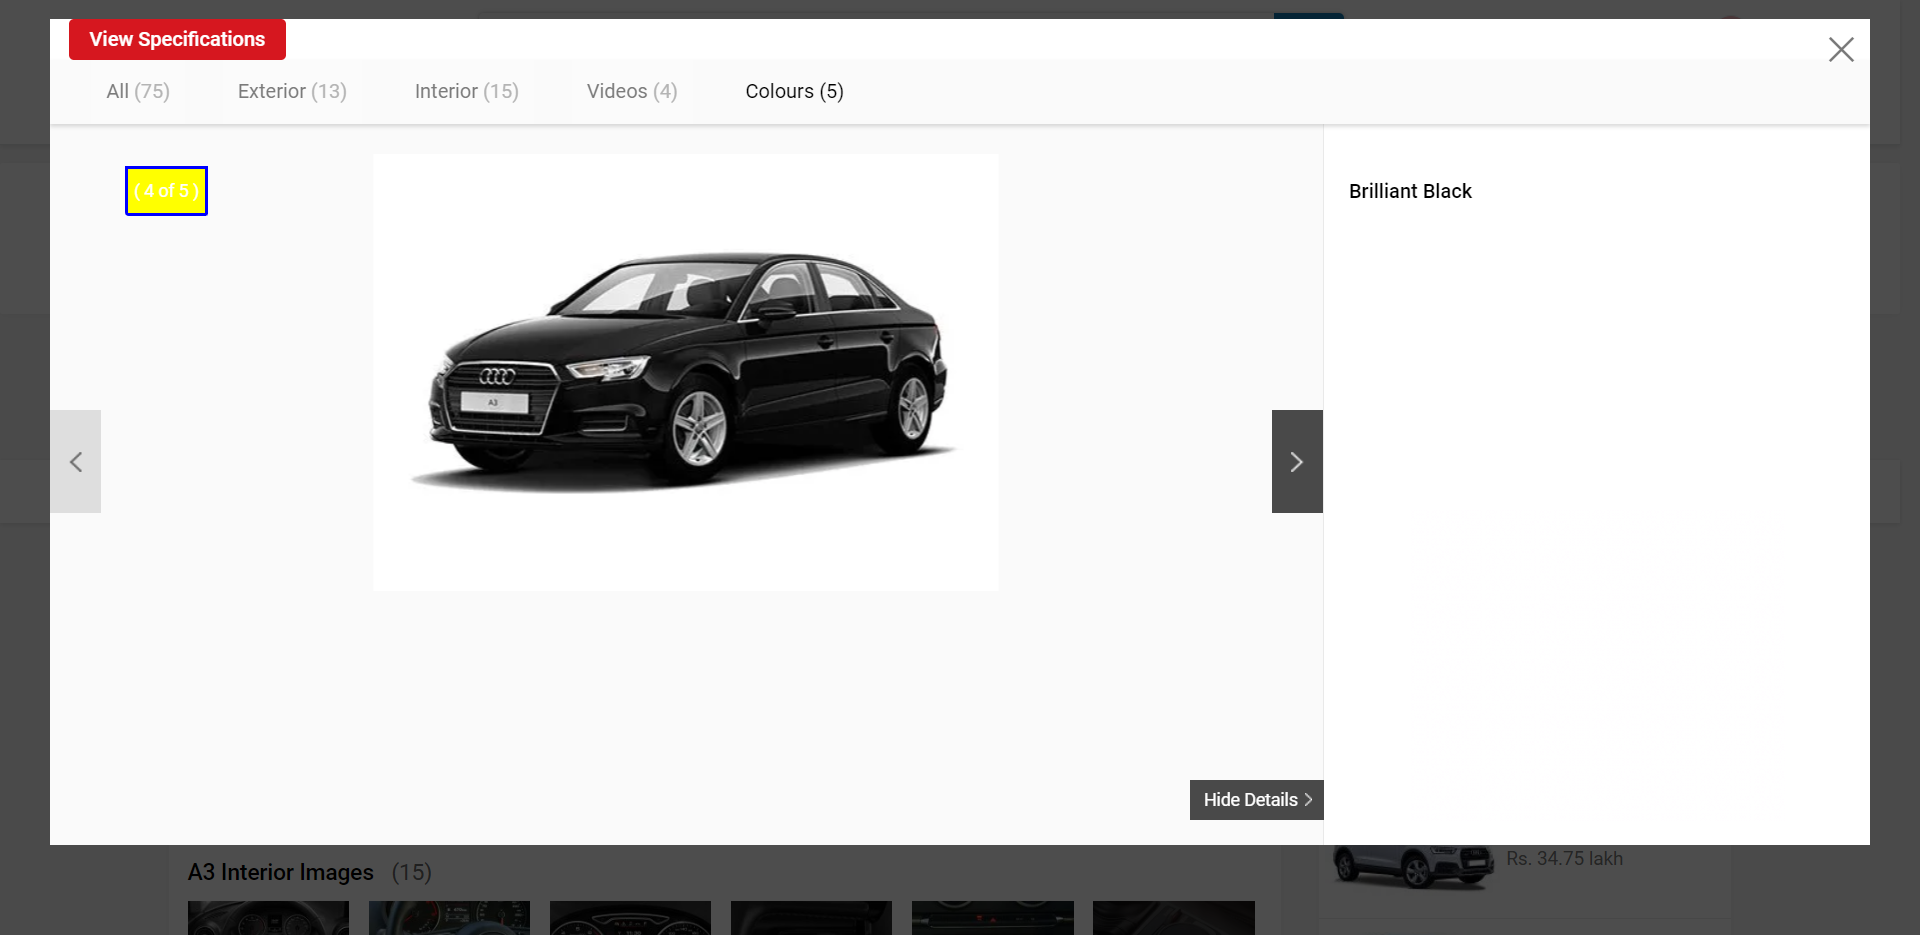 View Specifications
All (75) Exterior (13) Interior (15) Videos (4) Colours (5)
( 4 of 5 )
Brilliant Black
A3
Hide Details
Rs. 34.75 lakh
A3 Interior Images (15)